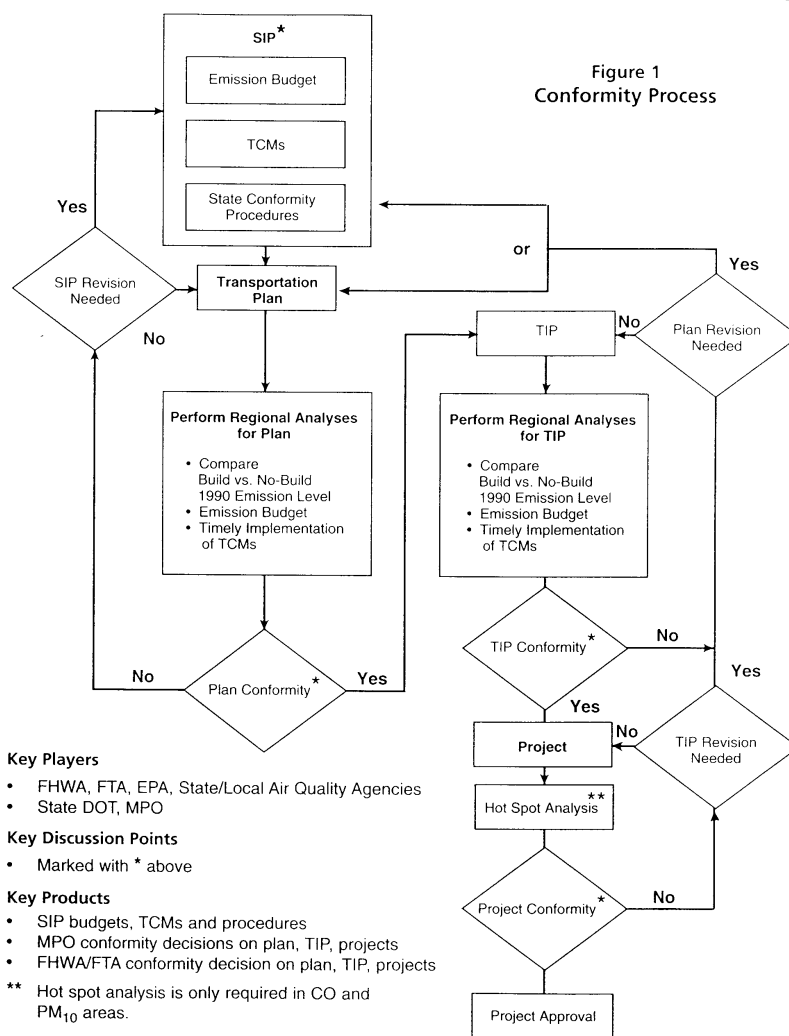 Figure 1
Conformity Process
SIP*
Emission Budget
TCMs
State Conformity
Procedures
Yes
SIP Revision
Needed
No
Transportation
Plan
or
Yes
Plan Revision
Needed
No
TIP
Perform Regional Analyses
for Plan
• Compare
Build vs. No-Build
1990 Emission Level
• Emission Budget
• Timely Implementation
of TCMs
Perform Regional Analyses
for TIP
• Compare
Build vs. No-Build
1990 Emission Level
• Emission Budget
• Timely Implementation
of TCMs
No
Plan Conformity*
Yes
TIP Conformity*
No
Yes
Yes
Project
No
TIP Revision
Needed
Hot Spot Analysis**
Project Conformity*
No
Project Approval
Key Players
• FHWA, FTA, EPA, State/Local Air Quality Agencies
• State DOT, MPO
Key Discussion Points
• Marked with * above
Key Products
• SIP budgets, TCMs and procedures
• MPO conformity decisions on plan, TIP, projects
• FHWA/FTA conformity decision on plan, TIP, projects
** Hot spot analysis is only required in CO and
PM10 areas.